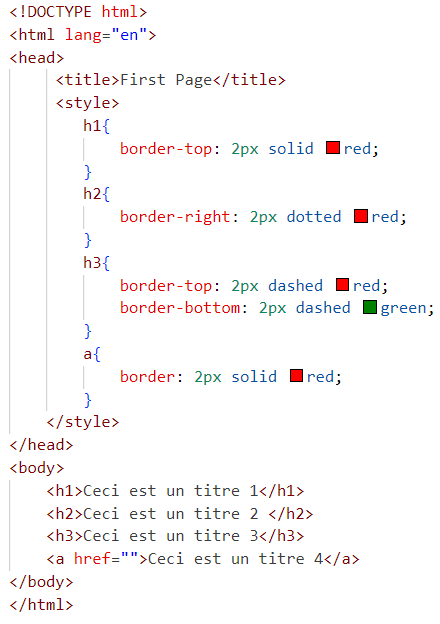 <!DOCTYPE html>
<html lang="en">
<head>
<title>First Page</title>
<style>
h1{
border-top: 2px solid red;
}
h2{
border-right: 2px dotted red;
}
h3{
border-top: 2px dashed red;
border-bottom: 2px dashed green;
}
a{
border: 2px solid red;
}
</style>
</head>
<body>
<h1>Ceci est un titre 1</h1>
<h2>Ceci est un titre 2 </h2>
<h3>Ceci est un titre 3</h3>
<a href="">Ceci est un titre 4</a>
</body>
</html>